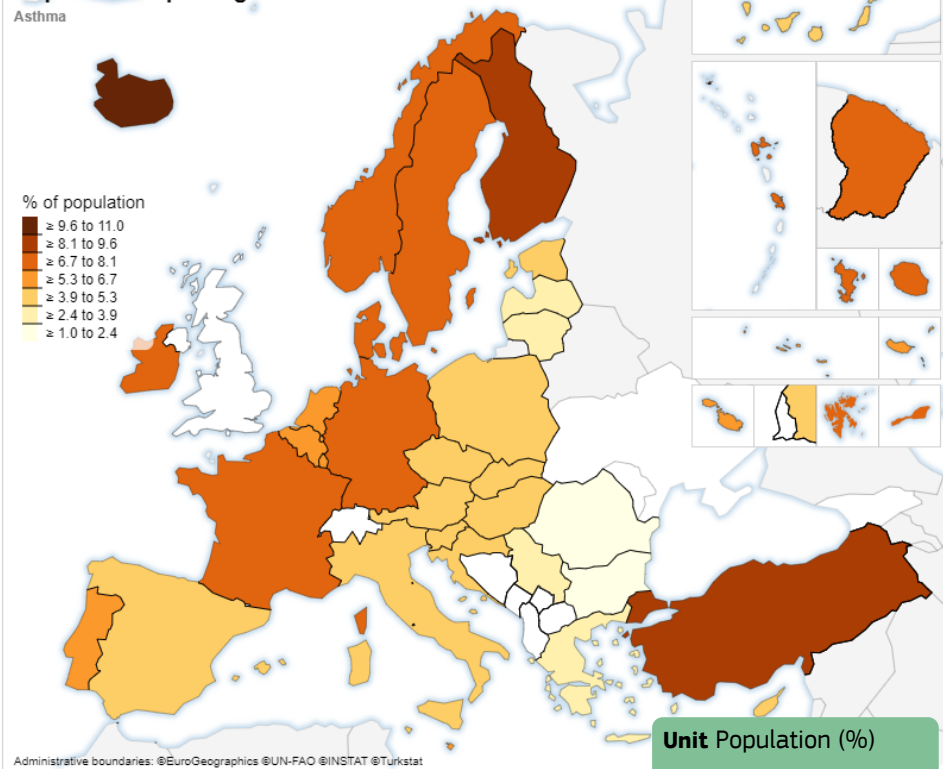 Asthma
% of population
≥ 9.6 to 11.0
≥ 8.1 to 9.6
≥ 6.7 to 8.1
≥ 5.3 to 6.7
≥ 3.9 to 5.3
≥ 2.4 to 3.9
≥ 1.0 to 2.4
Unit Population (%)
Administrative boundaries: ©EuroGeographics ©UN-FAO ©INSTAT ©Turkstat